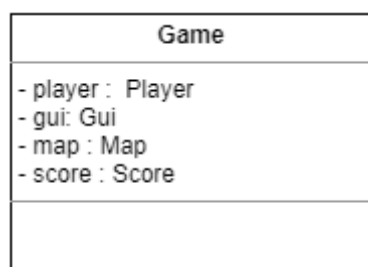 Game
- player : Player
- gui: Gui
- map : Map
- score : Score